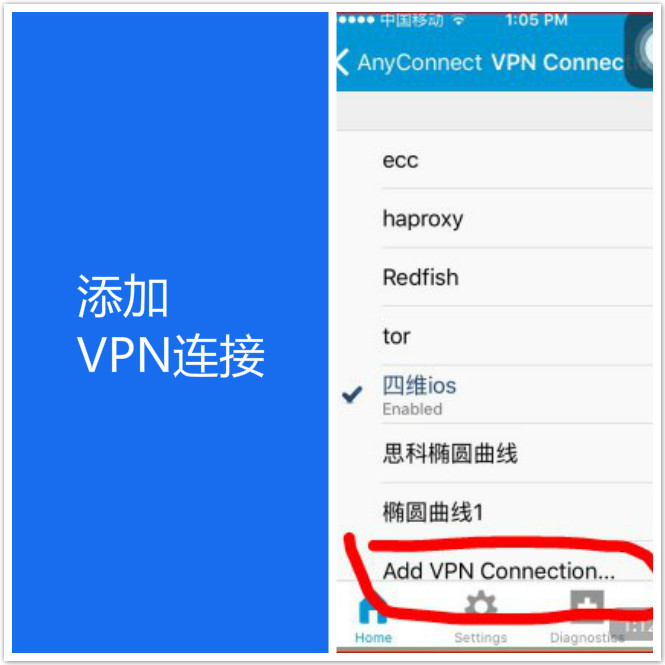 添加
VPN连接
中国移动
1:05 PM
AnyConnect VPN Connec
ecc
haproxy
Redfish
tor
四维ios
Enabled
思科椭圆曲线
椭圆曲线1
Add VPN Connection...
Home
Settings
Diagnostics